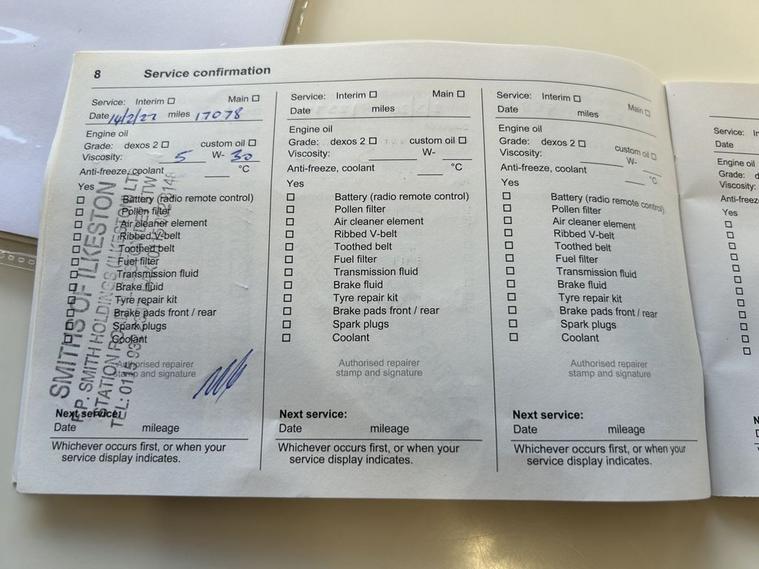 8 Service confirmation
Service: Interim ☐ Main ☐
Date 14/2/22 miles 17078
Engine oil
Grade: dexos 2 ☐ custom oil ☐
Viscosity: 5 W- 30
Anti-freeze, coolant °C
Yes
☐ Battery (radio remote control)
☐ Pollen filter
☐ Air cleaner element
☐ Ribbed V-belt
☐ Toothed belt
☐ Fuel filter
☐ Transmission fluid
☐ Brake fluid
☐ Tyre repair kit
☐ Brake pads front / rear
☐ Spark plugs
☐ Coolant
Authorised repairer
stamp and signature
SMITHS OF ILKESTON
P.P. SMITH HOLDINGS
STATION
TEL: 0115 93
Next service:
Date mileage
Whichever occurs first, or when your
service display indicates.
Service: Interim ☐ Main ☐
Date miles
Engine oil
Grade: dexos 2 ☐ custom oil ☐
Viscosity: W-
Anti-freeze, coolant °C
Yes
☐ Battery (radio remote control)
☐ Pollen filter
☐ Air cleaner element
☐ Ribbed V-belt
☐ Toothed belt
☐ Fuel filter
☐ Transmission fluid
☐ Brake fluid
☐ Tyre repair kit
☐ Brake pads front / rear
☐ Spark plugs
☐ Coolant
Authorised repairer
stamp and signature
Next service:
Date mileage
Whichever occurs first, or when your
service display indicates.
Service: Interim ☐ Main ☐
Date miles
Engine oil
Grade: dexos 2 ☐ custom oil ☐
Viscosity: W-
Anti-freeze, coolant °C
Yes
☐ Battery (radio remote control)
☐ Pollen filter
☐ Air cleaner element
☐ Ribbed V-belt
☐ Toothed belt
☐ Fuel filter
☐ Transmission fluid
☐ Brake fluid
☐ Tyre repair kit
☐ Brake pads front / rear
☐ Spark plugs
☐ Coolant
Authorised repairer
stamp and signature
Next service:
Date mileage
Whichever occurs first, or when your
service display indicates.
Service:
Date
Engine oil
Grade:
Viscosity:
Yes